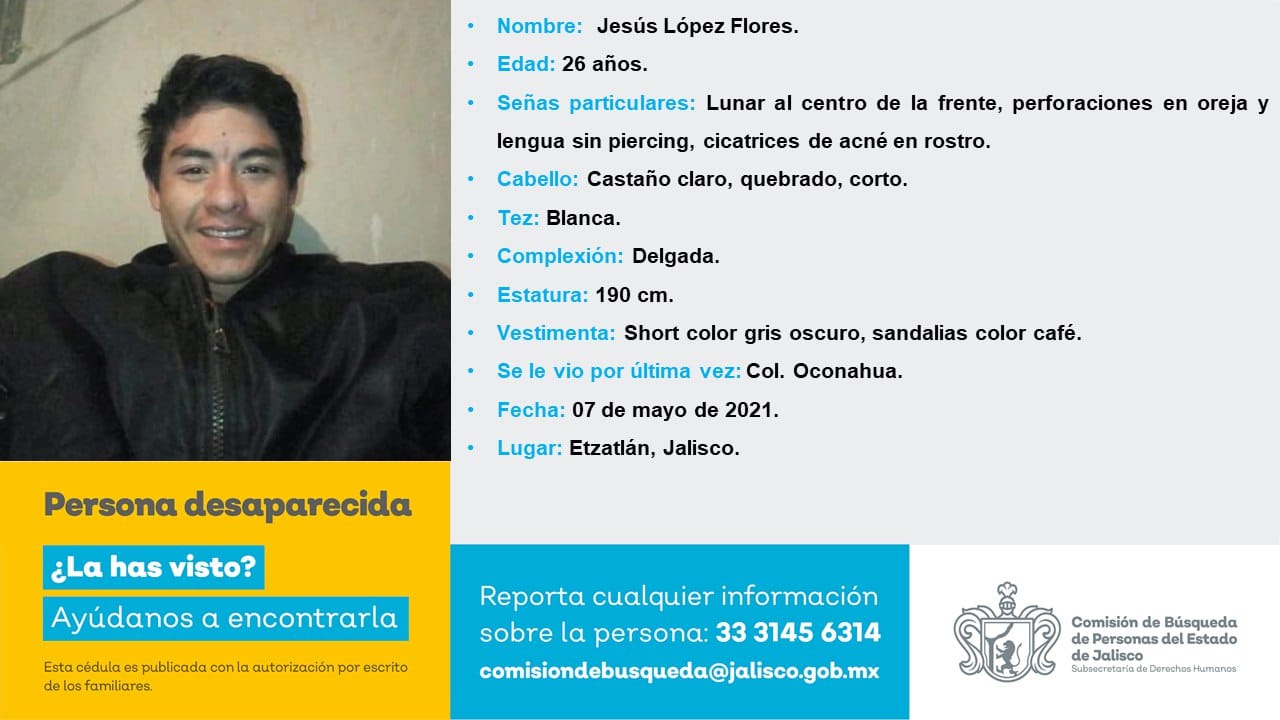 • Nombre: Jesús López Flores.
• Edad: 26 años.
• Señas particulares: Lunar al centro de la frente, perforaciones en oreja y
lengua sin piercing, cicatrices de acné en rostro.
• Cabello: Castaño claro, quebrado, corto.
• Tez: Blanca.
• Complexión: Delgada.
• Estatura: 190 cm.
• Vestimenta: Short color gris oscuro, sandalias color café.
• Se le vio por última vez: Col. Oconahua.
• Fecha: 07 de mayo de 2021.
• Lugar: Etzatlán, Jalisco.
Persona desaparecida
¿La has visto?
Ayúdanos a encontrarla
Esta cédula es publicada con la autorización por escrito
de los familiares.
Reporta cualquier información
sobre la persona: 33 3145 6314
comisiondebusqueda@jalisco.gob.mx
Comisión de Búsqueda
de Personas del Estado
de Jalisco
Subsecretaría de Derechos Humanos